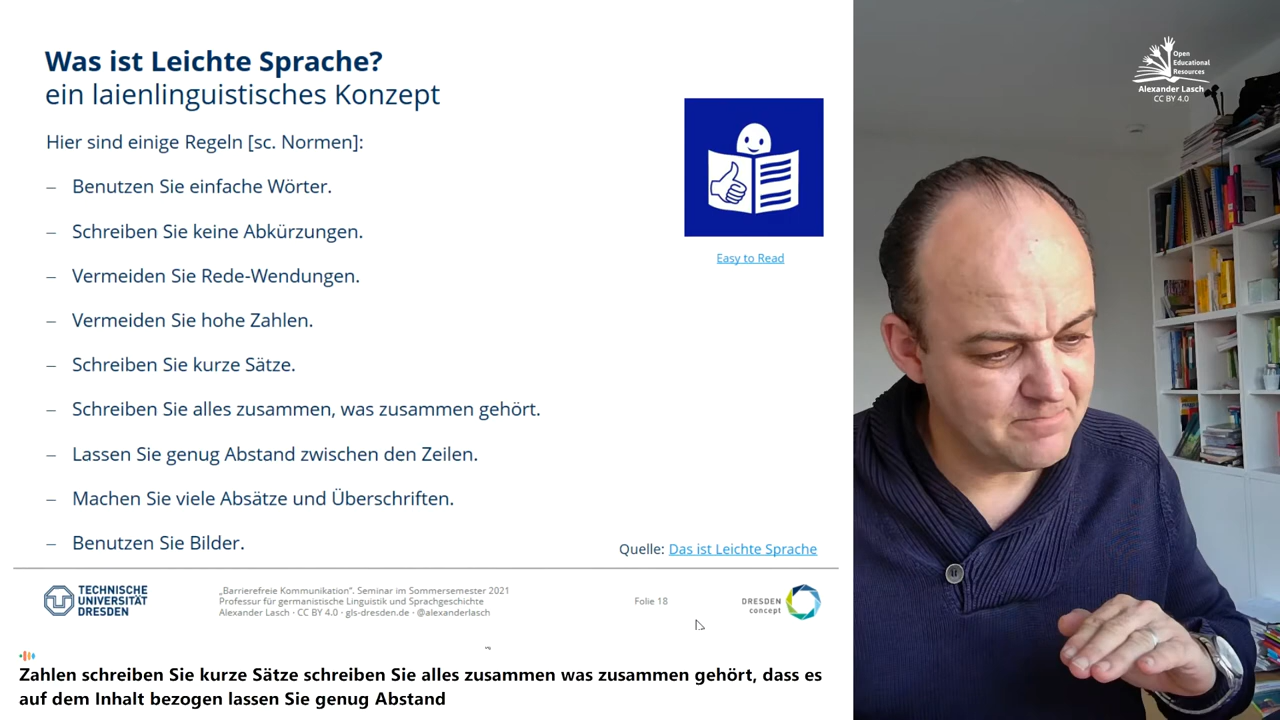 Was ist Leichte Sprache?
ein laienlinguistisches Konzept
Hier sind einige Regeln [sc. Normen]:
– Benutzen Sie einfache Wörter.
– Schreiben Sie keine Abkürzungen.
– Vermeiden Sie Rede-Wendungen.
– Vermeiden Sie hohe Zahlen.
– Schreiben Sie kurze Sätze.
– Schreiben Sie alles zusammen, was zusammen gehört.
– Lassen Sie genug Abstand zwischen den Zeilen.
– Machen Sie viele Absätze und Überschriften.
– Benutzen Sie Bilder.
Easy to Read
Quelle: Das ist Leichte Sprache
TECHNISCHE
UNIVERSITÄT
DRESDEN
„Barrierefreie Kommunikation“. Seminar im Sommersemester 2021
Professur für germanistische Linguistik und Sprachgeschichte
Alexander Lasch · CC BY 4.0 · gls-dresden.de · @alexanderlasch
Folie 18
DRESDEN
concept
Open
Educational
Resources
Alexander Lasch
CC BY 4.0
Zahlen schreiben Sie kurze Sätze schreiben Sie alles zusammen was zusammen gehört, dass es
auf dem Inhalt bezogen lassen Sie genug Abstand